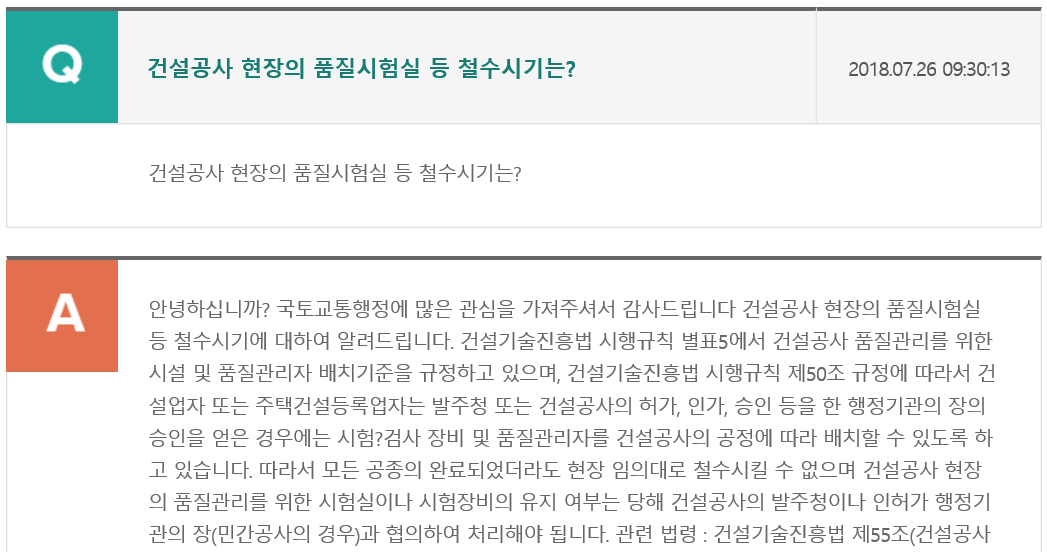 Q
건설공사 현장의 품질시험실 등 철수시기는?
2018.07.26 09:30:13
건설공사 현장의 품질시험실 등 철수시기는?
A
안녕하십니까? 국토교통행정에 많은 관심을 가져주셔서 감사드립니다 건설공사 현장의 품질시험실
등 철수시기에 대하여 알려드립니다. 건설기술진흥법 시행규칙 별표5에서 건설공사 품질관리를 위한
시설 및 품질관리자 배치기준을 규정하고 있으며, 건설기술진흥법 시행규칙 제50조 규정에 따라서 건
설업자 또는 주택건설등록업자는 발주청 또는 건설공사의 허가, 인가, 승인 등을 한 행정기관의 장의
승인을 얻은 경우에는 시험?검사 장비 및 품질관리자를 건설공사의 공정에 따라 배치할 수 있도록 하
고 있습니다. 따라서 모든 공종의 완료되었더라도 현장 임의대로 철수시킬 수 없으며 건설공사 현장
의 품질관리를 위한 시험실이나 시험장비의 유지 여부는 당해 건설공사의 발주청이나 인허가 행정기
관의 장(민간공사의 경우)과 협의하여 처리해야 됩니다. 관련 법령 : 건설기술진흥법 제55조(건설공사